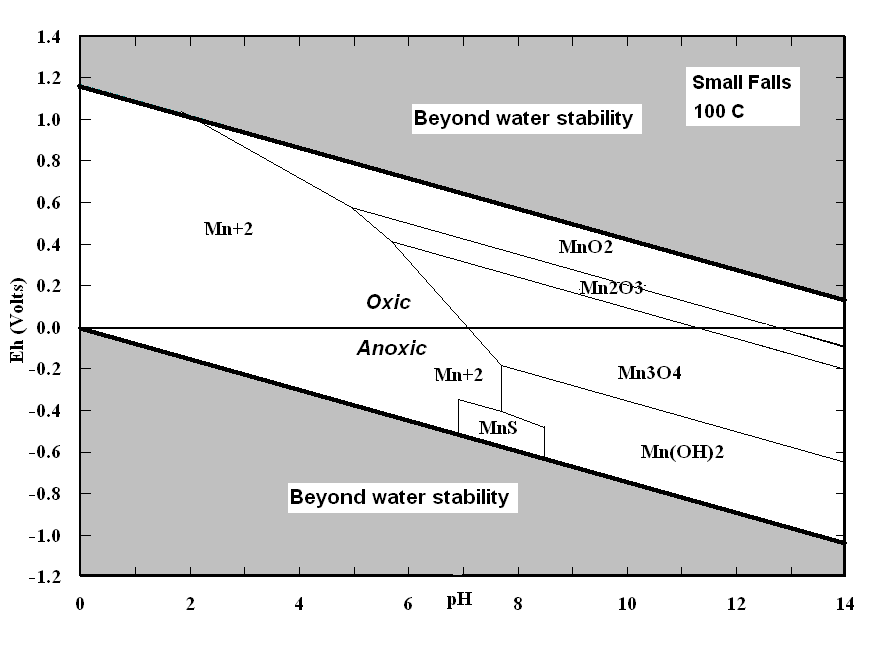 1.4
1.2
1.0
0.8
0.6
0.4
0.2
0.0
-0.2
-0.4
-0.6
-0.8
-1.0
-1.2
Eh (Volts)
Small Falls
100 C
Beyond water stability
Mn+2
MnO2
Mn2O3
Oxic
Anoxic
Mn+2
Mn3O4
MnS
Mn(OH)2
Beyond water stability
0
2
4
6
8
10
12
14
pH